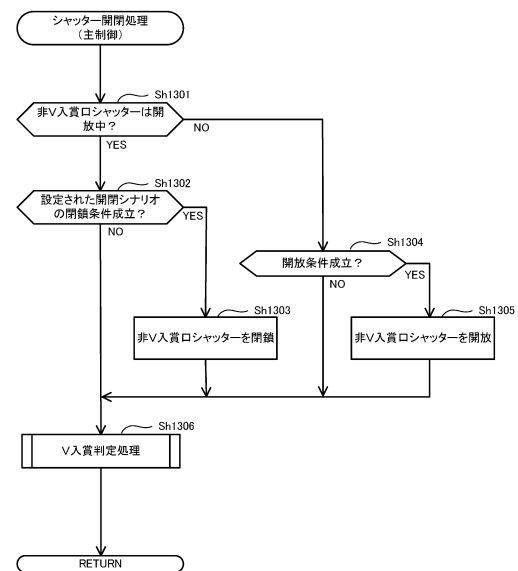 シャッター開閉処理
(主制御)
Sh1301
非V入賞口シャッターは開
放中？
NO
YES
Sh1302
設定された開閉シナリオ
の閉鎖条件成立？
YES
NO
Sh1304
開放条件成立？
YES
NO
Sh1303
非V入賞口シャッターを閉鎖
Sh1305
非V入賞口シャッターを開放
Sh1306
V入賞判定処理
RETURN